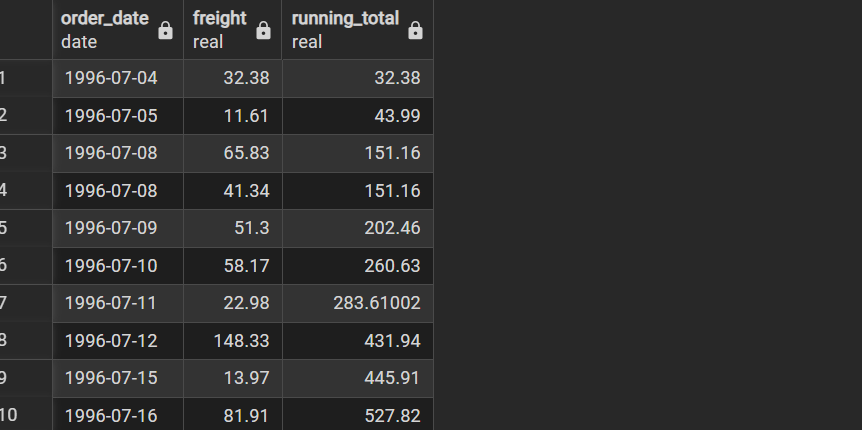 order_date freight running_total
date real real
1 1996-07-04 32.38 32.38
2 1996-07-05 11.61 43.99
3 1996-07-08 65.83 151.16
4 1996-07-08 41.34 151.16
5 1996-07-09 51.3 202.46
6 1996-07-10 58.17 260.63
7 1996-07-11 22.98 283.61002
8 1996-07-12 148.33 431.94
9 1996-07-15 13.97 445.91
10 1996-07-16 81.91 527.82